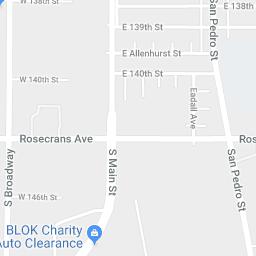 W 138th St
E 138th St
E 139th St
San Pedro St
E Allenhurst St
W 140th St
E 140th St
Eadall Ave
Rosecrans Ave
Ros
S Broadway
S Main St
San Pedro St
W 146th St
BLOK Charity
Auto Clearance